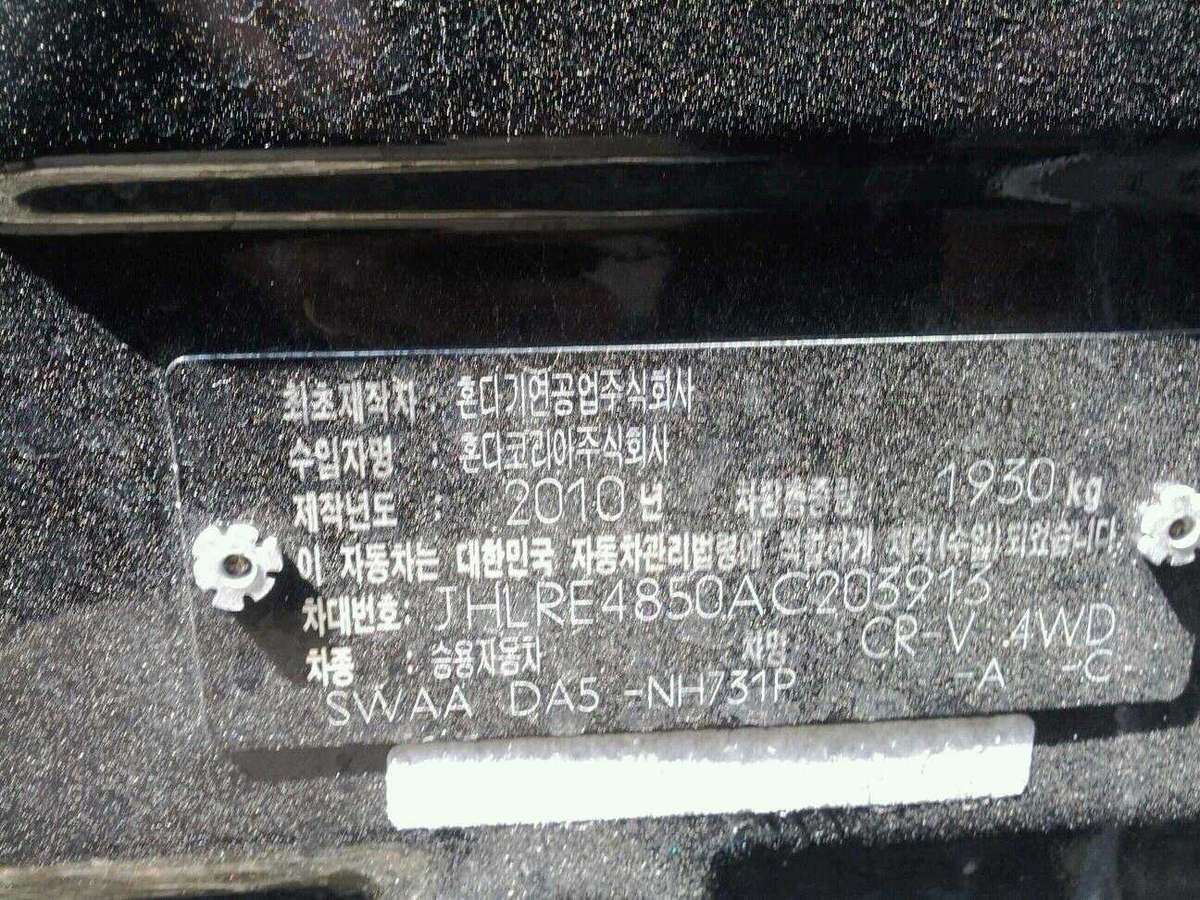 최초제작자 : 혼다기연공업주식회사
수입자명 : 혼다코리아주식회사
제작년도 : 2010 년 차량총중량 : 1930 kg
이 자동차는 대한민국 자동차관리법령에 적합하게 제작(수입)되었습니다
차대번호: JHLRE4850AC203913
차종 : 승용자동차 차명 : CR-V 4WD
SWAA DA5 -NH731P -A -C-